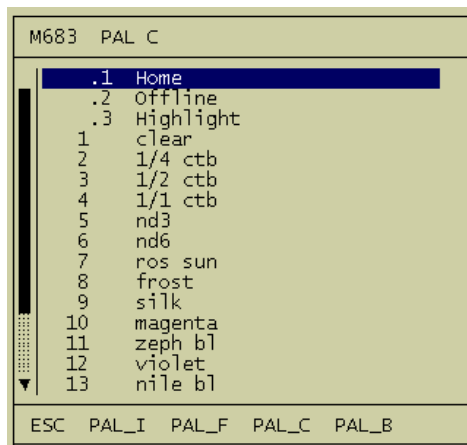 M683 PAL C
.1 Home
.2 Offline
.3 Highlight
1 clear
2 1/4 ctb
3 1/2 ctb
4 1/1 ctb
5 nd3
6 nd6
7 ros sun
8 frost
9 silk
10 magenta
11 zeph bl
12 violet
13 nile bl
ESC PAL_I PAL_F PAL_C PAL_B